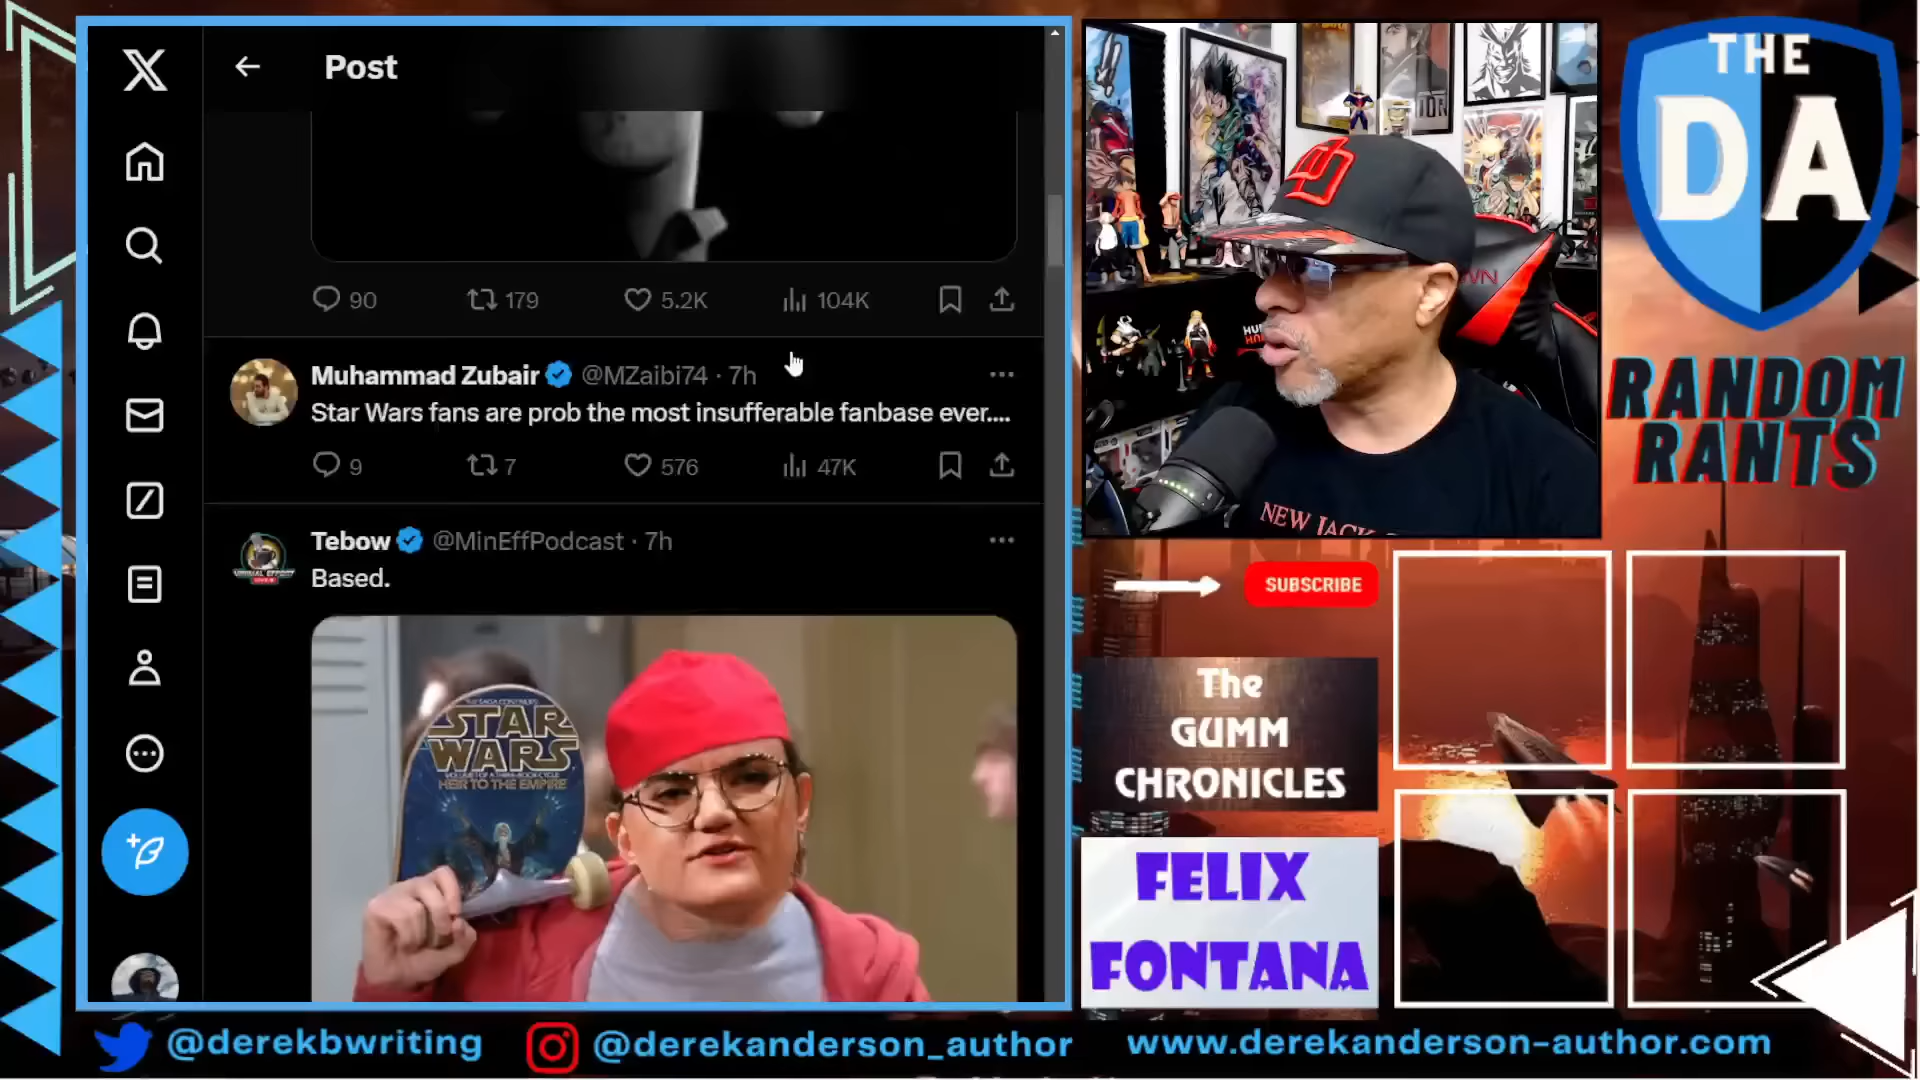 Post
90 179 5.2K 104K
Muhammad Zubair @MZaibi74 · 7h
Star Wars fans are prob the most insufferable fanbase ever....
9 7 576 47K
Tebow @MinEffPodcast · 7h
Based.
STAR
WARS
HEIR TO THE EMPIRE
NEW JACK
THE
DA
RANDOM
RANTS
SUBSCRIBE
The
GUMM
CHRONICLES
FELIX
FONTANA
@derekbwriting @derekanderson_author www.derekanderson-author.com